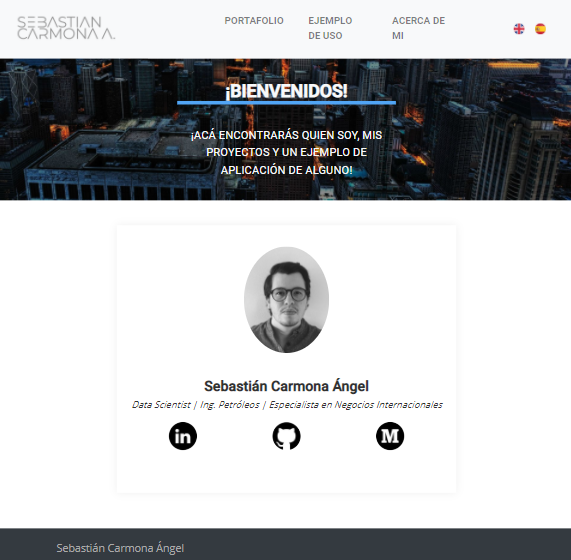 SEBASTIAN
CARMONA A.
PORTAFOLIO
EJEMPLO
DE USO
ACERCA DE
MI
¡BIENVENIDOS!
¡ACÁ ENCONTRARÁS QUIEN SOY, MIS
PROYECTOS Y UN EJEMPLO DE
APLICACIÓN DE ALGUNO!
Sebastián Carmona Ángel
Data Scientist | Ing. Petróleos | Especialista en Negocios Internacionales
in
M
Sebastián Carmona Ángel